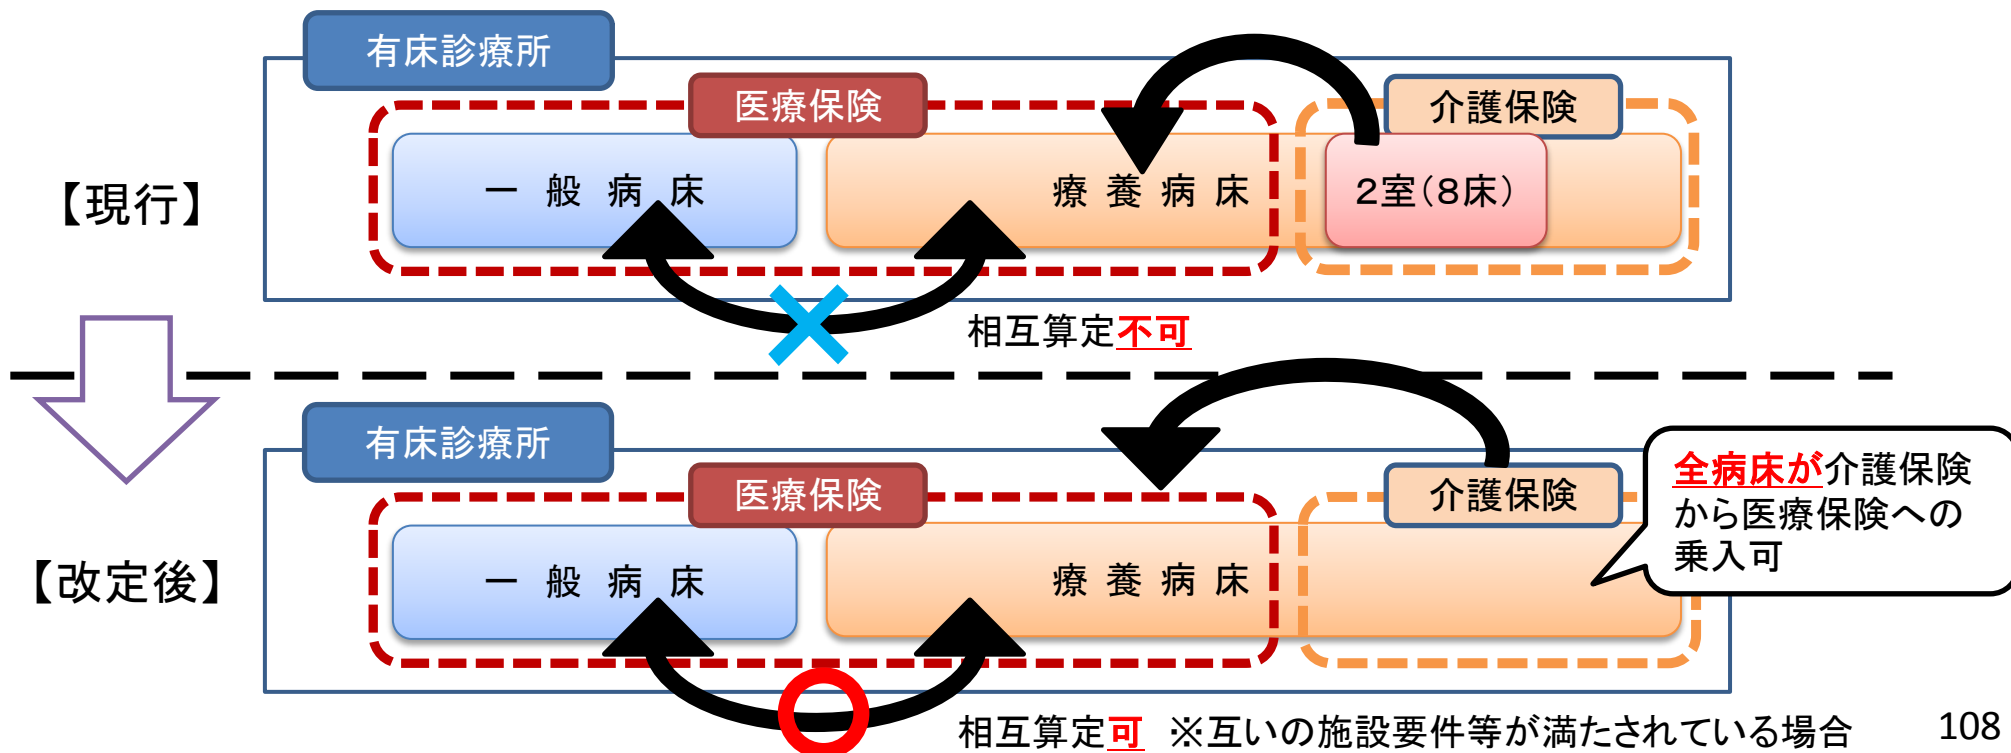 有床診療所
医療保険
介護保険
【現行】
一般病床
療養病床
2室(8床)
相互算定不可
有床診療所
医療保険
介護保険
全病床が介護保険
から医療保険への
乗入可
【改定後】
一般病床
療養病床
相互算定可 ※互いの施設要件等が満たされている場合
108